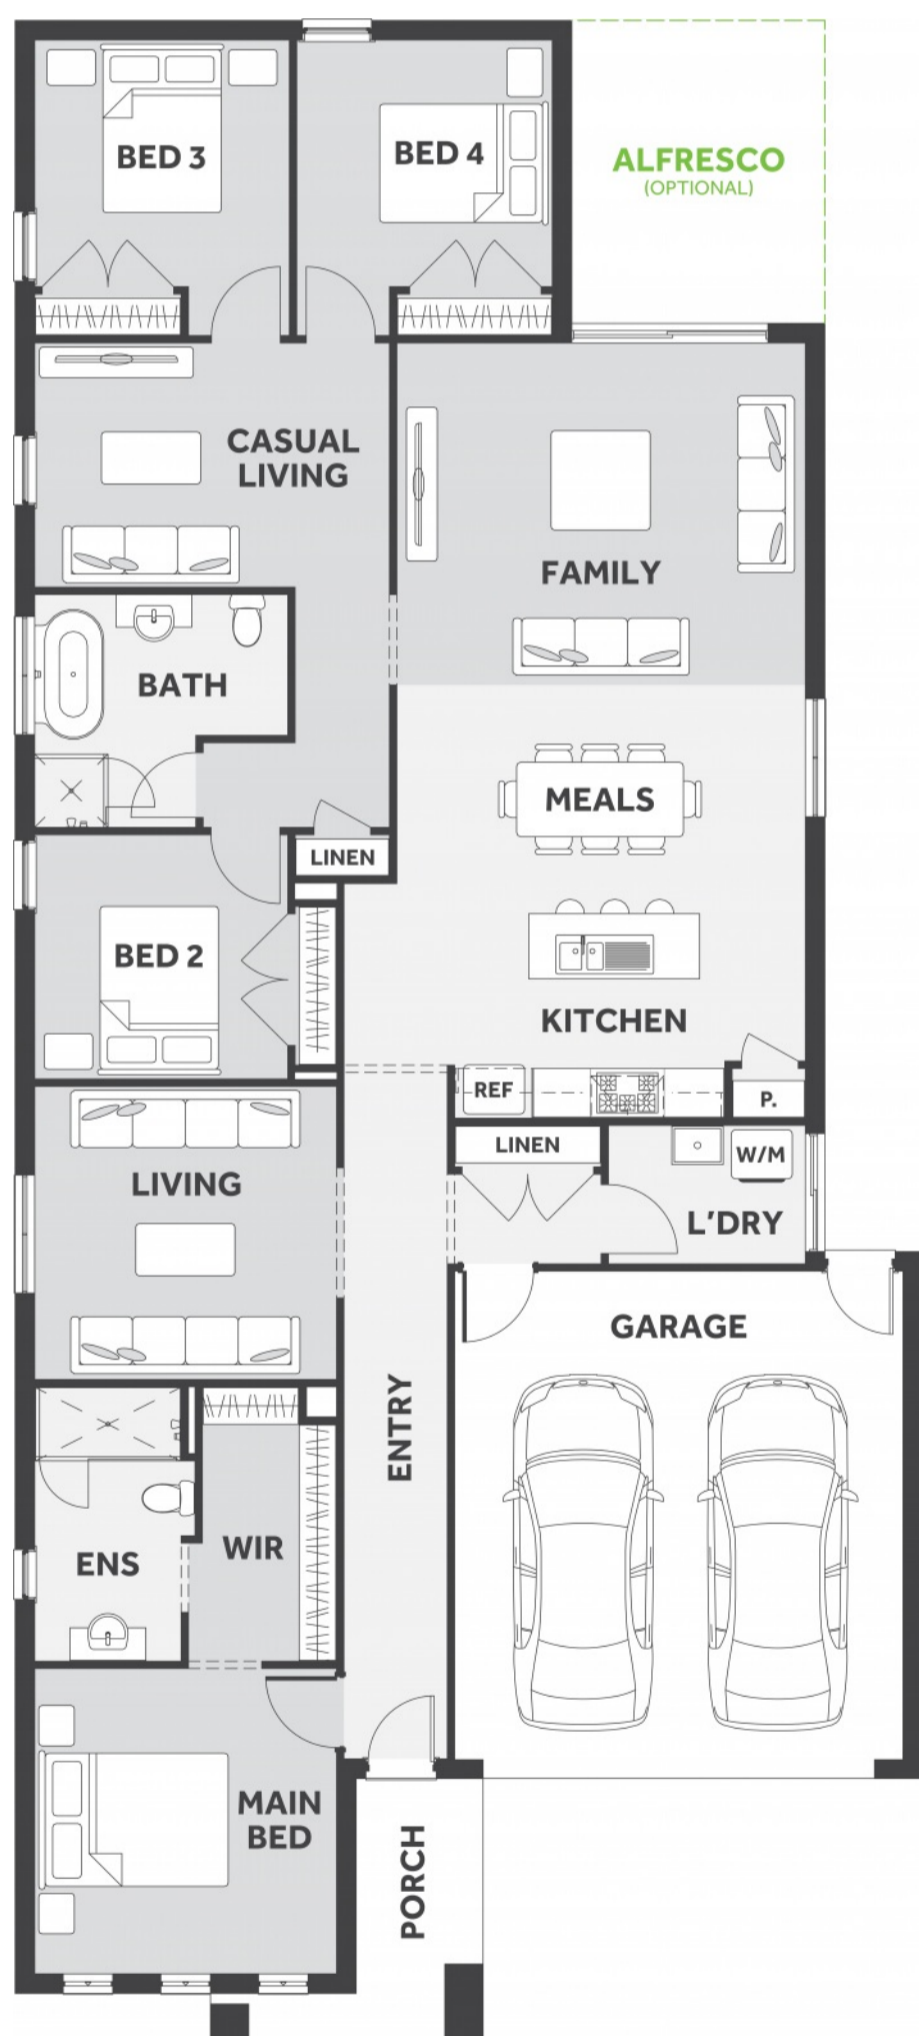 BED 3
BED 4
ALFRESCO
(OPTIONAL)
CASUAL
LIVING
FAMILY
BATH
MEALS
LINEN
BED 2
KITCHEN
REF
P.
LINEN
W/M
LIVING
L'DRY
GARAGE
ENTRY
WIR
ENS
MAIN
BED
PORCH